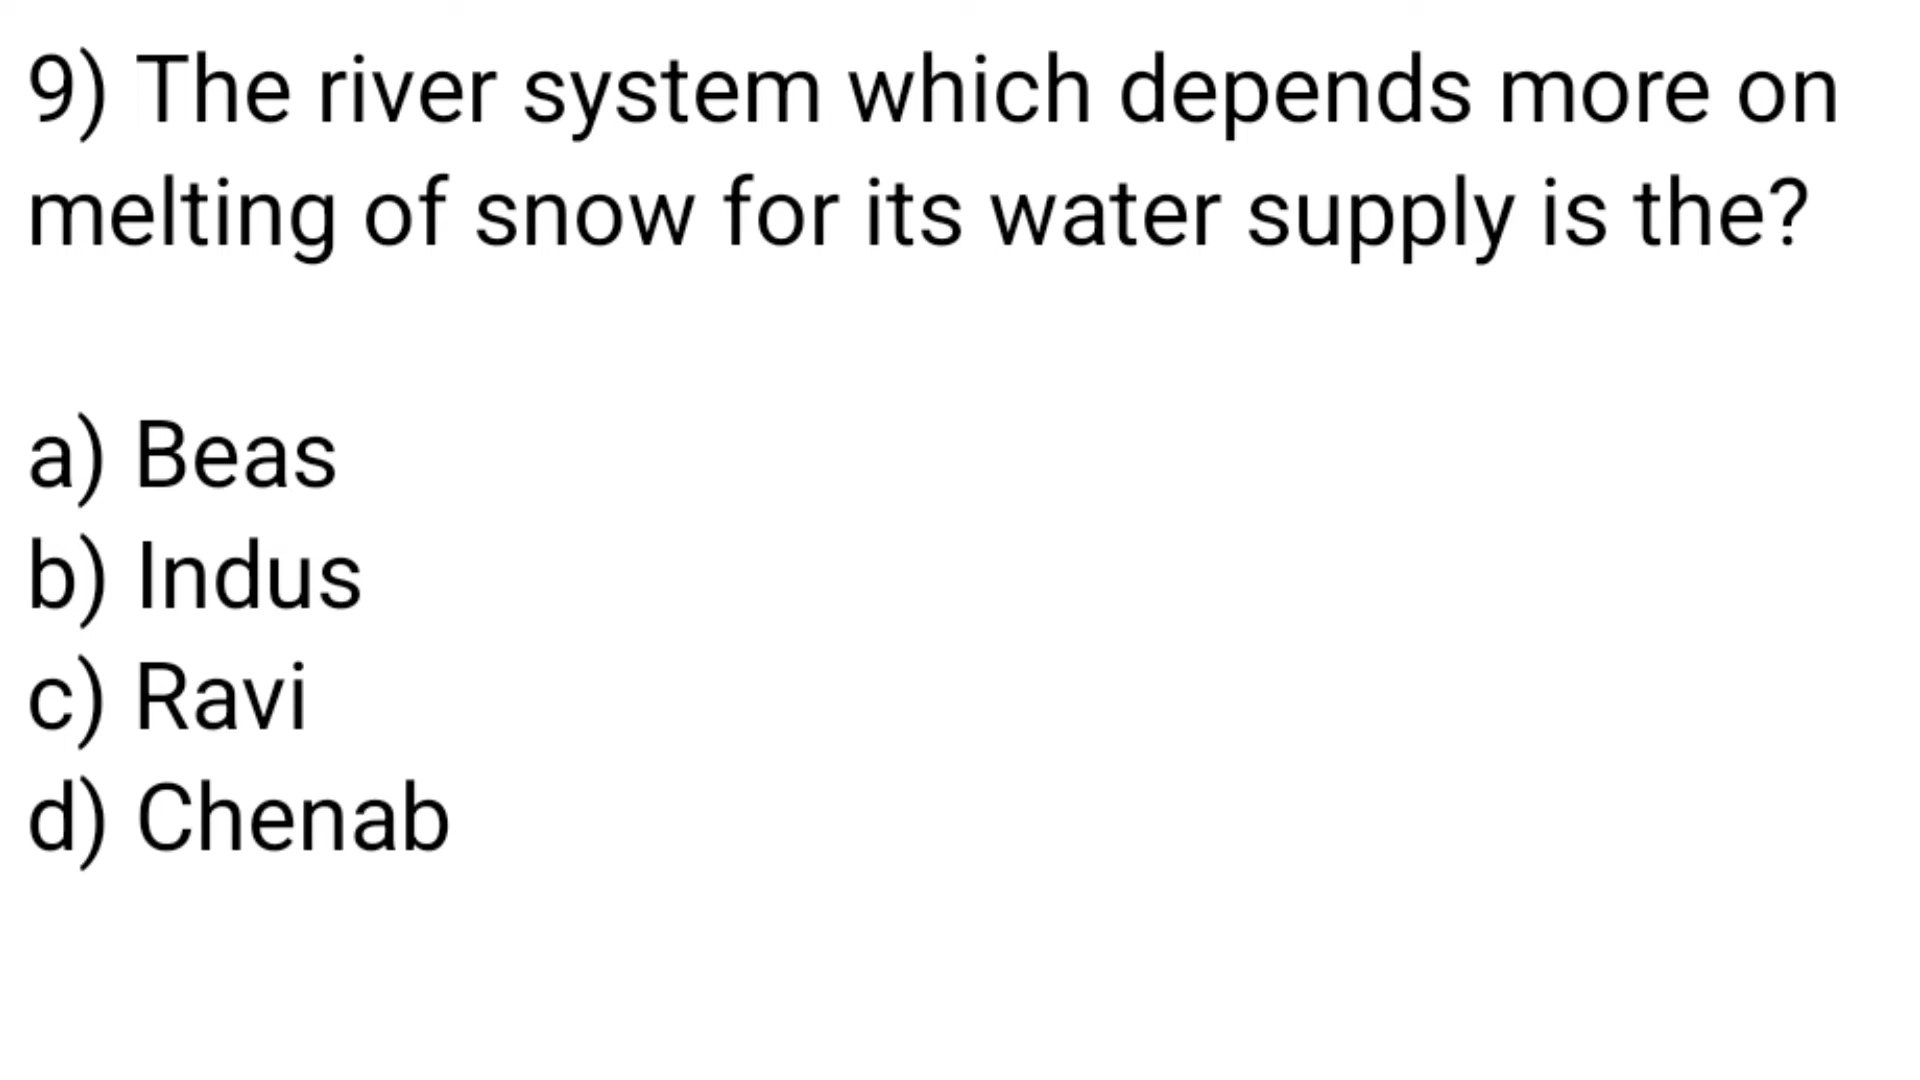 9) The river system which depends more on
melting of snow for its water supply is the?
a) Beas
b) Indus
c) Ravi
d) Chenab